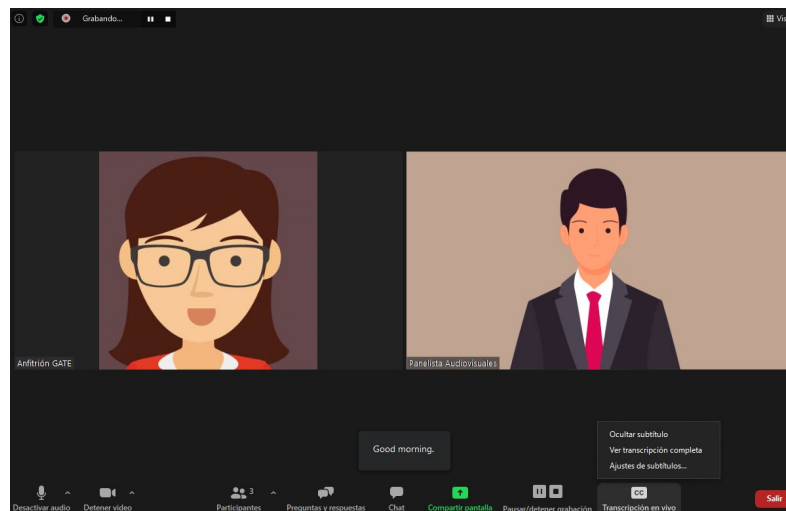 Grabando...
Vis
Anfitrión GATE
Panelista Audiovisuales
Good morning.
Ocultar subtítulo
Ver transcripción completa
Ajustes de subtítulos...
Desactivar audio
Detener video
3
Participantes
Preguntas y respuestas
Chat
Compartir pantalla
Pausar/detener grabación
CC
Transcripción en vivo
Salir